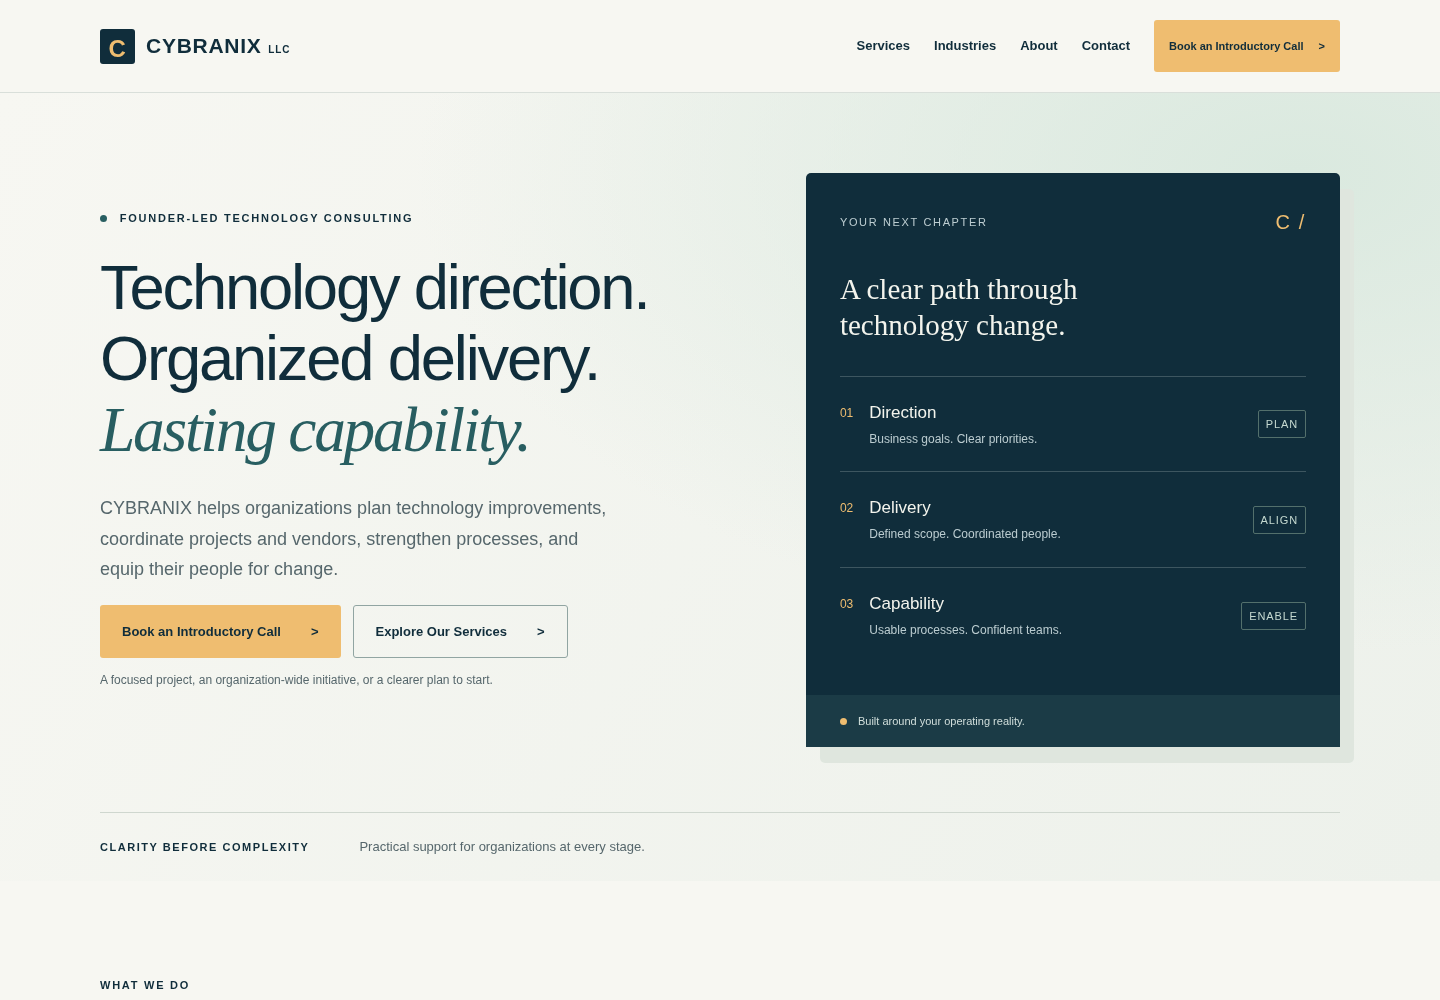 C CYBRANIX LLC
Services Industries About Contact Book an Introductory Call >
FOUNDER-LED TECHNOLOGY CONSULTING
Technology direction.
Organized delivery.
Lasting capability.
CYBRANIX helps organizations plan technology improvements,
coordinate projects and vendors, strengthen processes, and
equip their people for change.
Book an Introductory Call >
Explore Our Services >
A focused project, an organization-wide initiative, or a clearer plan to start.
YOUR NEXT CHAPTER C /
A clear path through
technology change.
01 Direction PLAN
Business goals. Clear priorities.
02 Delivery ALIGN
Defined scope. Coordinated people.
03 Capability ENABLE
Usable processes. Confident teams.
Built around your operating reality.
CLARITY BEFORE COMPLEXITY Practical support for organizations at every stage.
WHAT WE DO